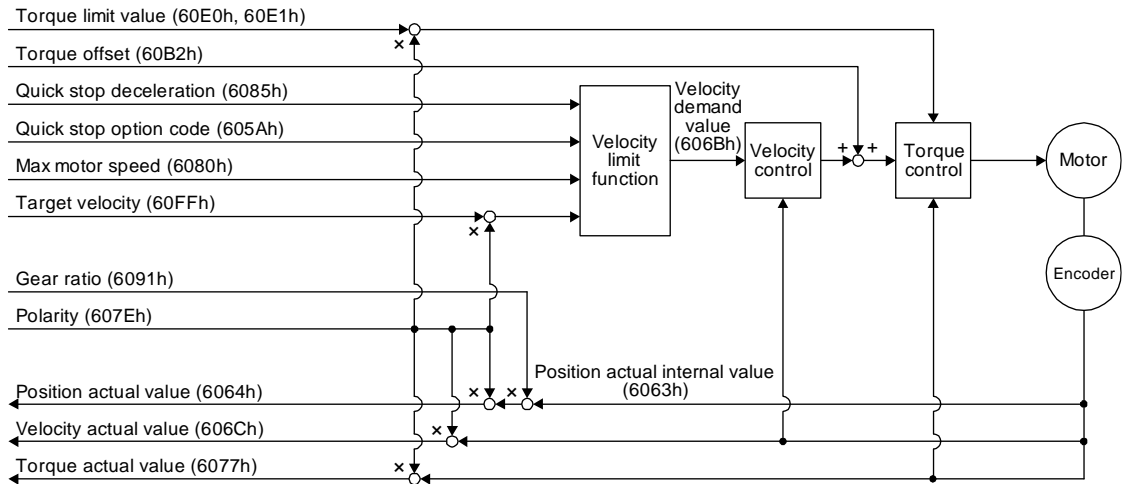 Torque limit value (60E0h, 60E1h)
×
Torque offset (60B2h)
Quick stop deceleration (6085h)
Quick stop option code (605Ah)
Max motor speed (6080h)
Target velocity (60FFh)
×
Velocity
limit
function
Velocity
demand
value
(606Bh)
Velocity
control
+ +
Torque
control
Motor
Encoder
Gear ratio (6091h)
Polarity (607Eh)
Position actual internal value
(6063h)
× ×
Position actual value (6064h)
×
Velocity actual value (606Ch)
×
Torque actual value (6077h)